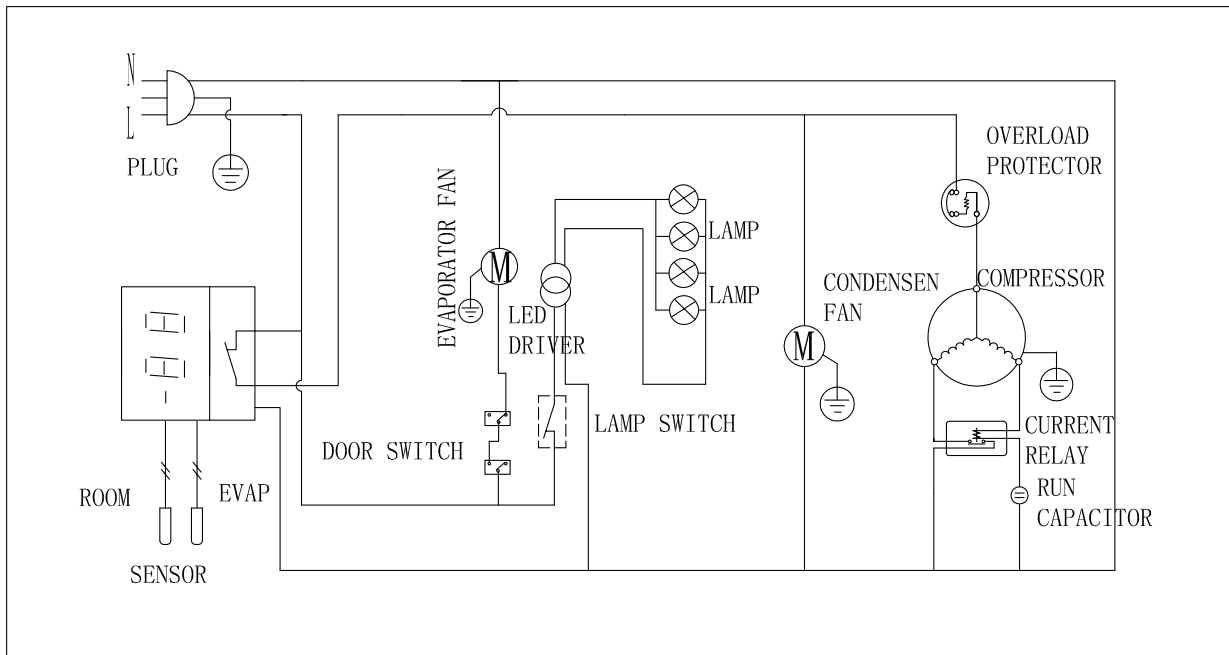 N
L
PLUG
OVERLOAD
PROTECTOR
EVAPORATOR FAN
M
LAMP
LAMP
LED
DRIVER
CONDENSEN
FAN
M
COMPRESSOR
LAMP SWITCH
DOOR SWITCH
CURRENT
RELAY
RUN
CAPACITOR
ROOM
EVAP
SENSOR